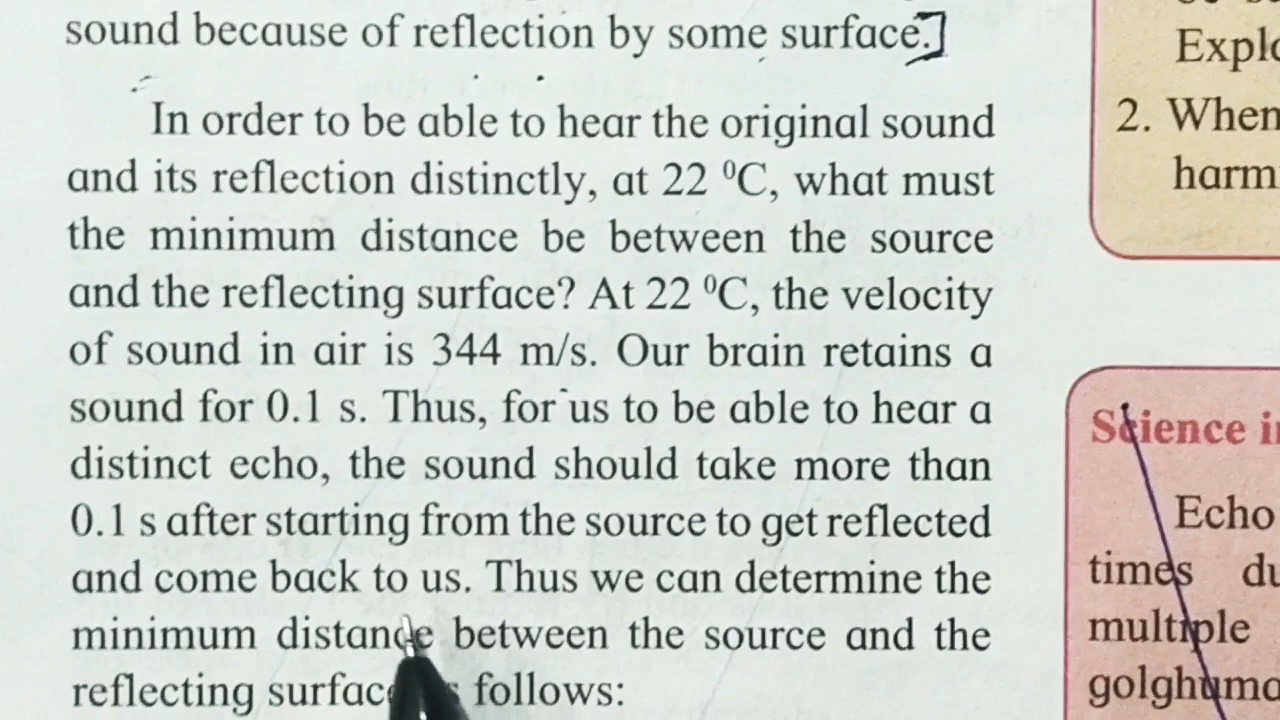 sound because of reflection by some surface.]
In order to be able to hear the original sound
and its reflection distinctly, at 22 ⁰C, what must
the minimum distance be between the source
and the reflecting surface? At 22 ⁰C, the velocity
of sound in air is 344 m/s. Our brain retains a
sound for 0.1 s. Thus, for us to be able to hear a
distinct echo, the sound should take more than
0.1 s after starting from the source to get reflected
and come back to us. Thus we can determine the
minimum distance between the source and the
reflecting follows:
2. When
harm
Science
Echo
times
multiple